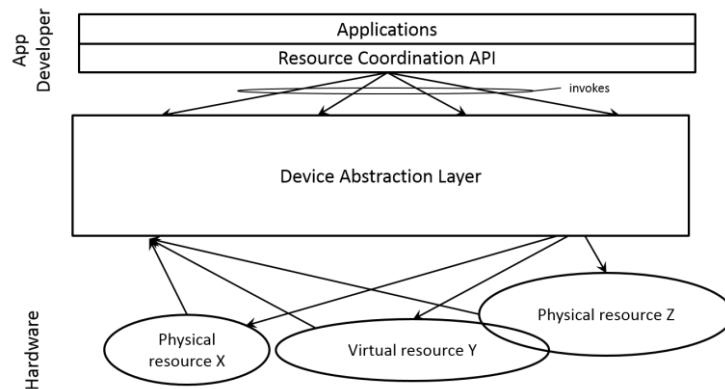 App
Developer
Applications
Resource Coordination API
invokes
Device Abstraction Layer
Hardware
Physical
resource X
Virtual resource Y
Physical resource Z